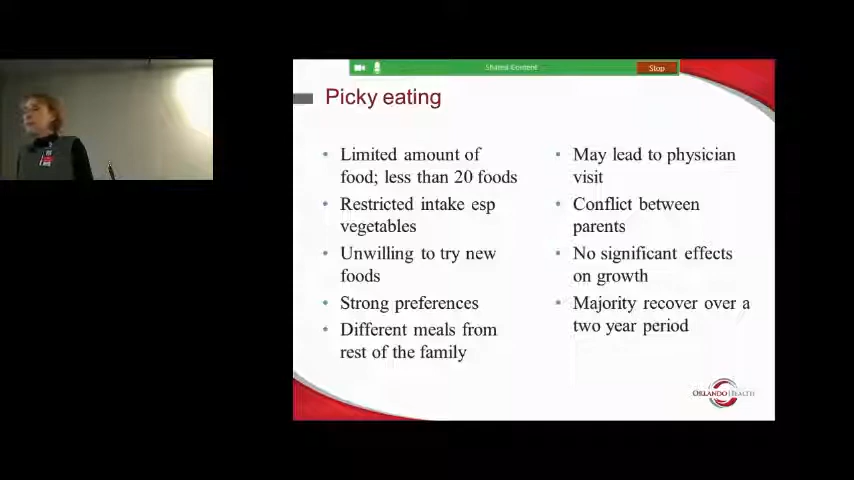 Shared Content
Stop
Picky eating
Limited amount of
food; less than 20 foods
Restricted intake esp
vegetables
Unwilling to try new
foods
Strong preferences
Different meals from
rest of the family
May lead to physician
visit
Conflict between
parents
No significant effects
on growth
Majority recover over a
two year period
ORLANDO HEALTH